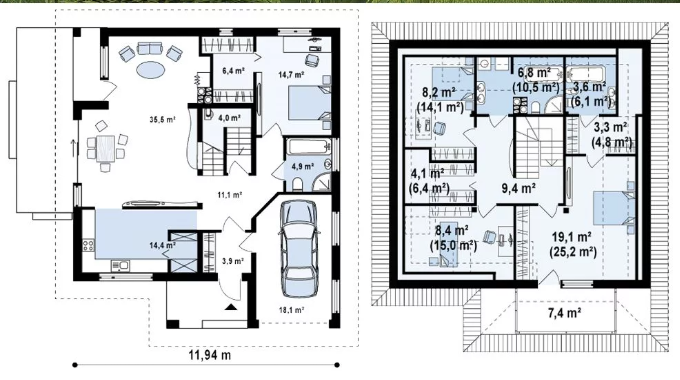 6,4 m²
14,7 m²
35,5 m²
4,0 m²
4,9 m²
11,1 m²
14,4 m²
3,9 m²
18,1 m²
11,94 m
8,2 m²
(14,1 m²)
6,8 m²
(10,5 m²)
3,6 m²
(6,1 m²)
3,3 m²
(4,8 m²)
4,1 m²
(6,4 m²)
9,4 m²
8,4 m²
(15,0 m²)
19,1 m²
(25,2 m²)
7,4 m²